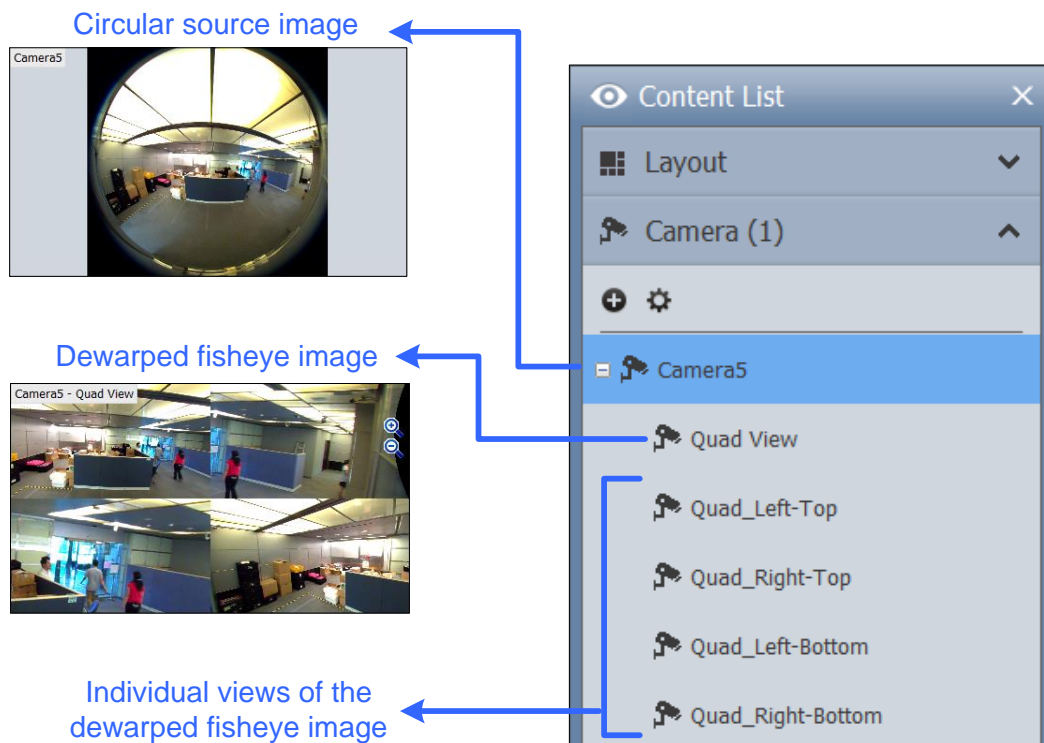 Circular source image
Camera5
Content List
Layout
Camera (1)
Camera5
Dewarped fisheye image
Camera5 - Quad View
Quad View
Quad_Left-Top
Quad_Right-Top
Quad_Left-Bottom
Quad_Right-Bottom
Individual views of the
dewarped fisheye image